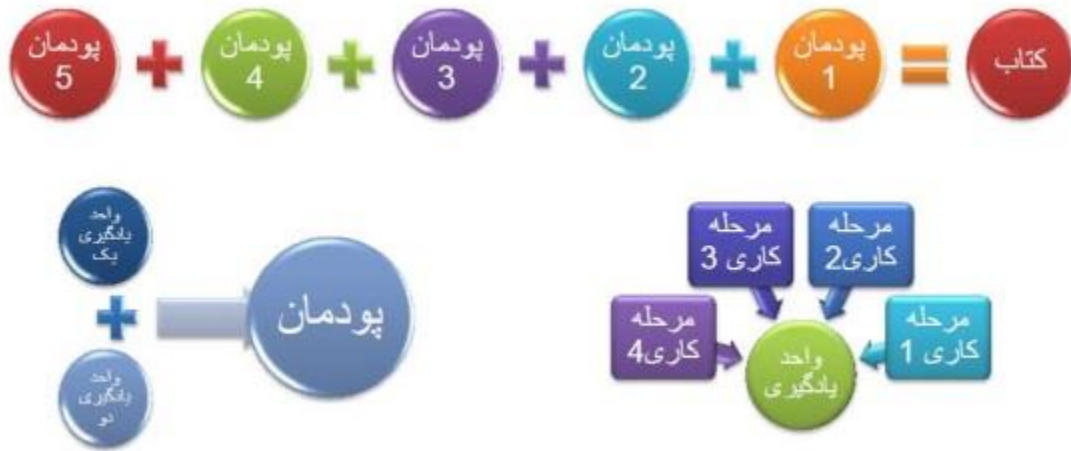 کتاب
پودمان
1
پودمان
2
پودمان
3
پودمان
4
پودمان
5
مرحله
کاری 1
مرحله
کاری2
مرحله
کاری 3
مرحله
کاری4
واحد
یادگیری
واحد
یادگیری
یک
واحد
یادگیری
دو
پودمان